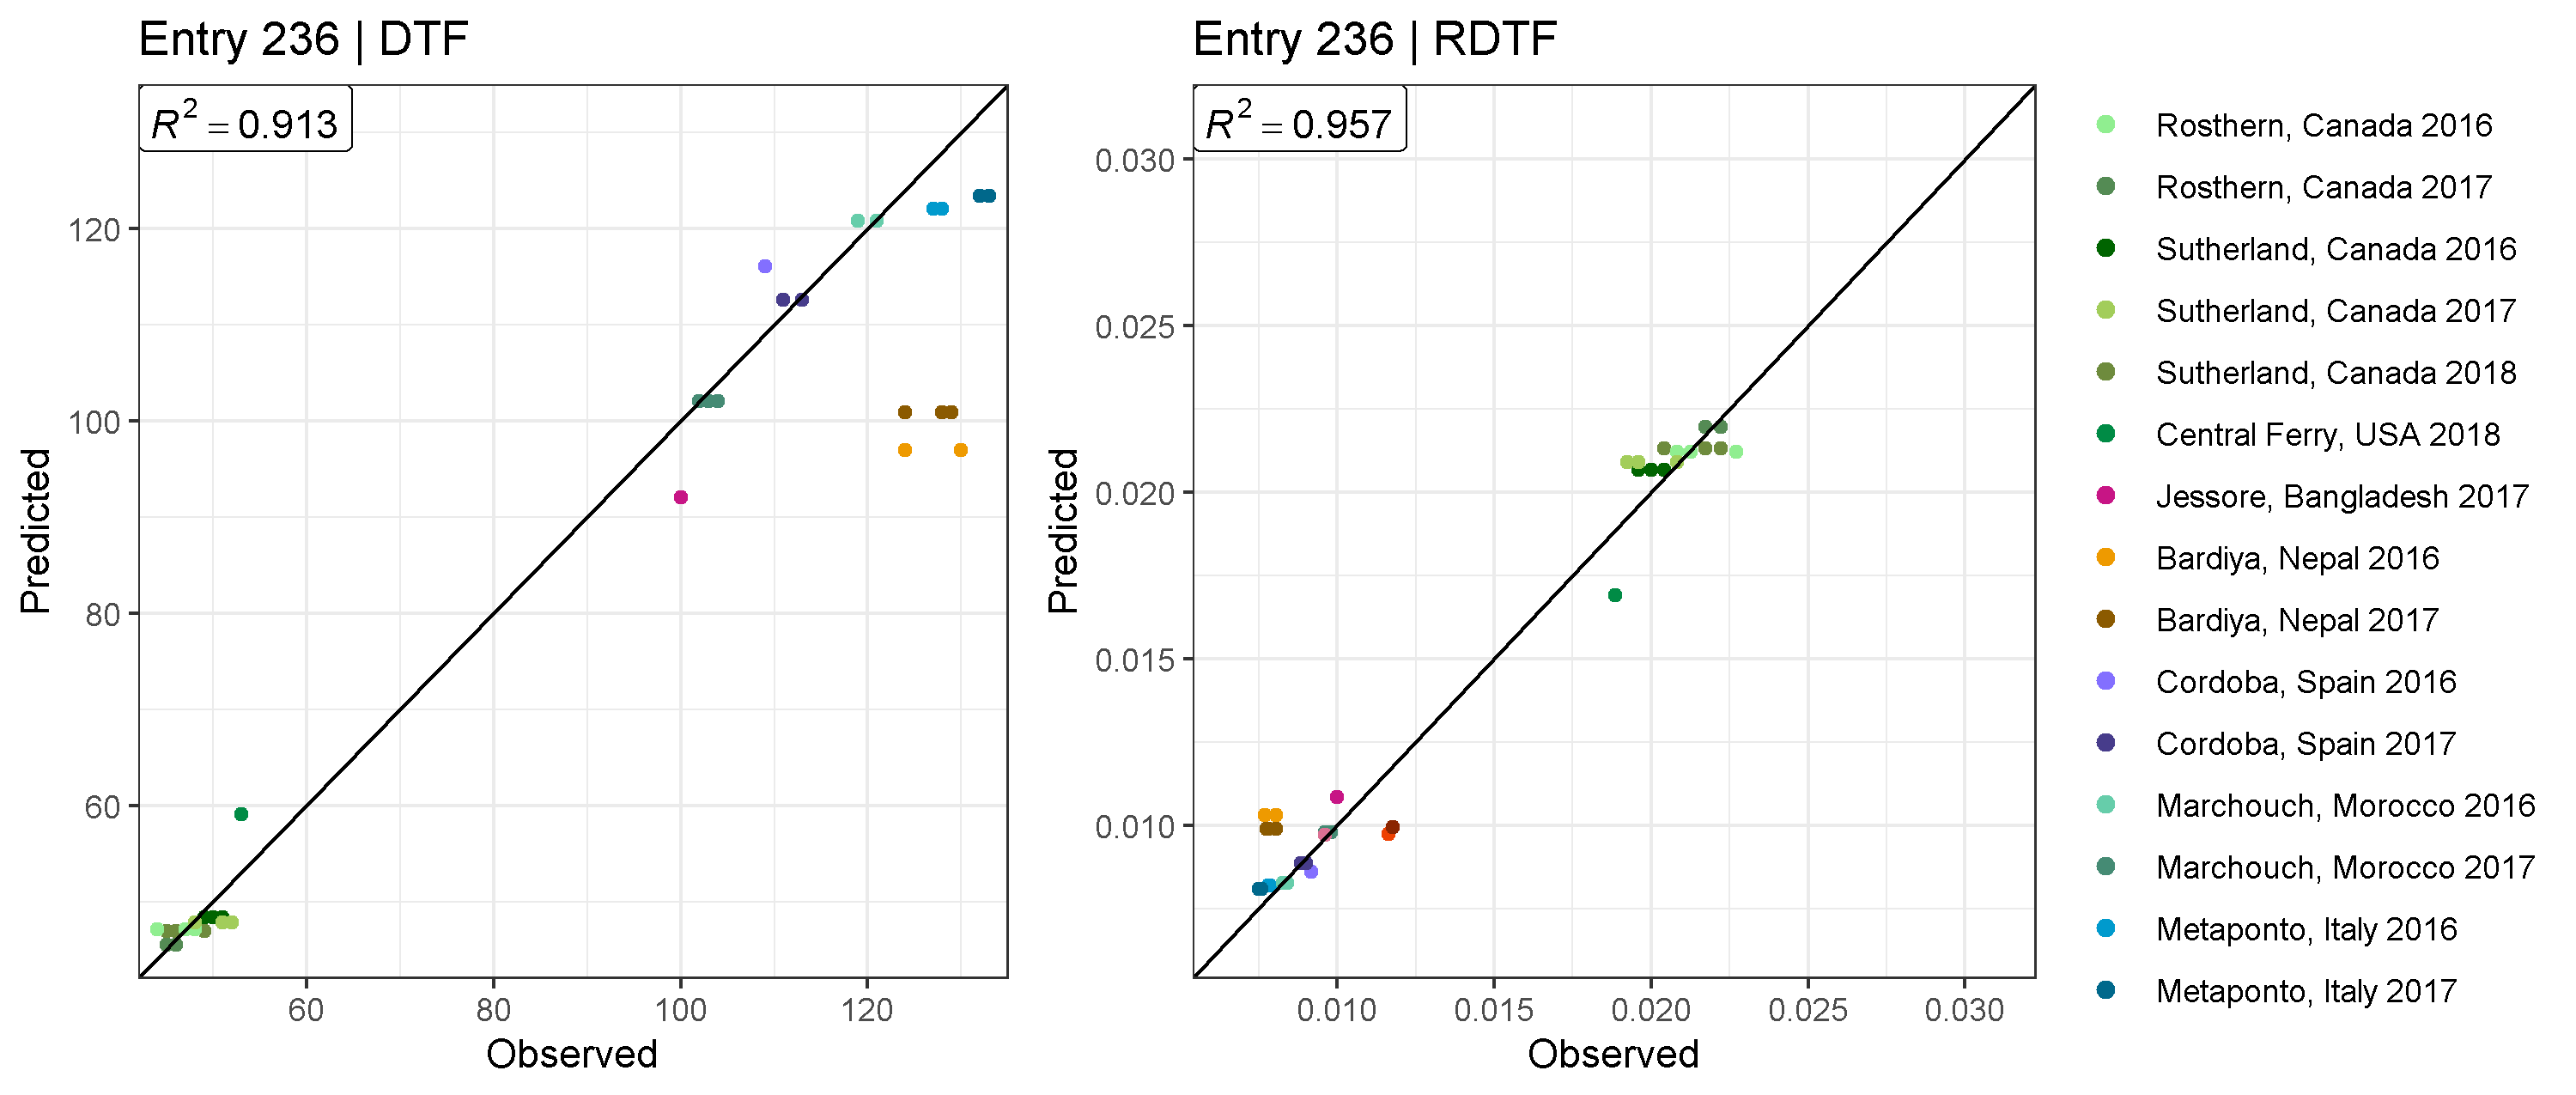 Entry 236 | DTF
R² = 0.913
120
100
80
60
Predicted
60 80 100 120
Observed
Entry 236 | RDTF
R² = 0.957
0.030
0.025
0.020
0.015
0.010
Predicted
0.010 0.015 0.020 0.025 0.030
Observed
Rosthern, Canada 2016
Rosthern, Canada 2017
Sutherland, Canada 2016
Sutherland, Canada 2017
Sutherland, Canada 2018
Central Ferry, USA 2018
Jessore, Bangladesh 2017
Bardiya, Nepal 2016
Bardiya, Nepal 2017
Cordoba, Spain 2016
Cordoba, Spain 2017
Marchouch, Morocco 2016
Marchouch, Morocco 2017
Metaponto, Italy 2016
Metaponto, Italy 2017